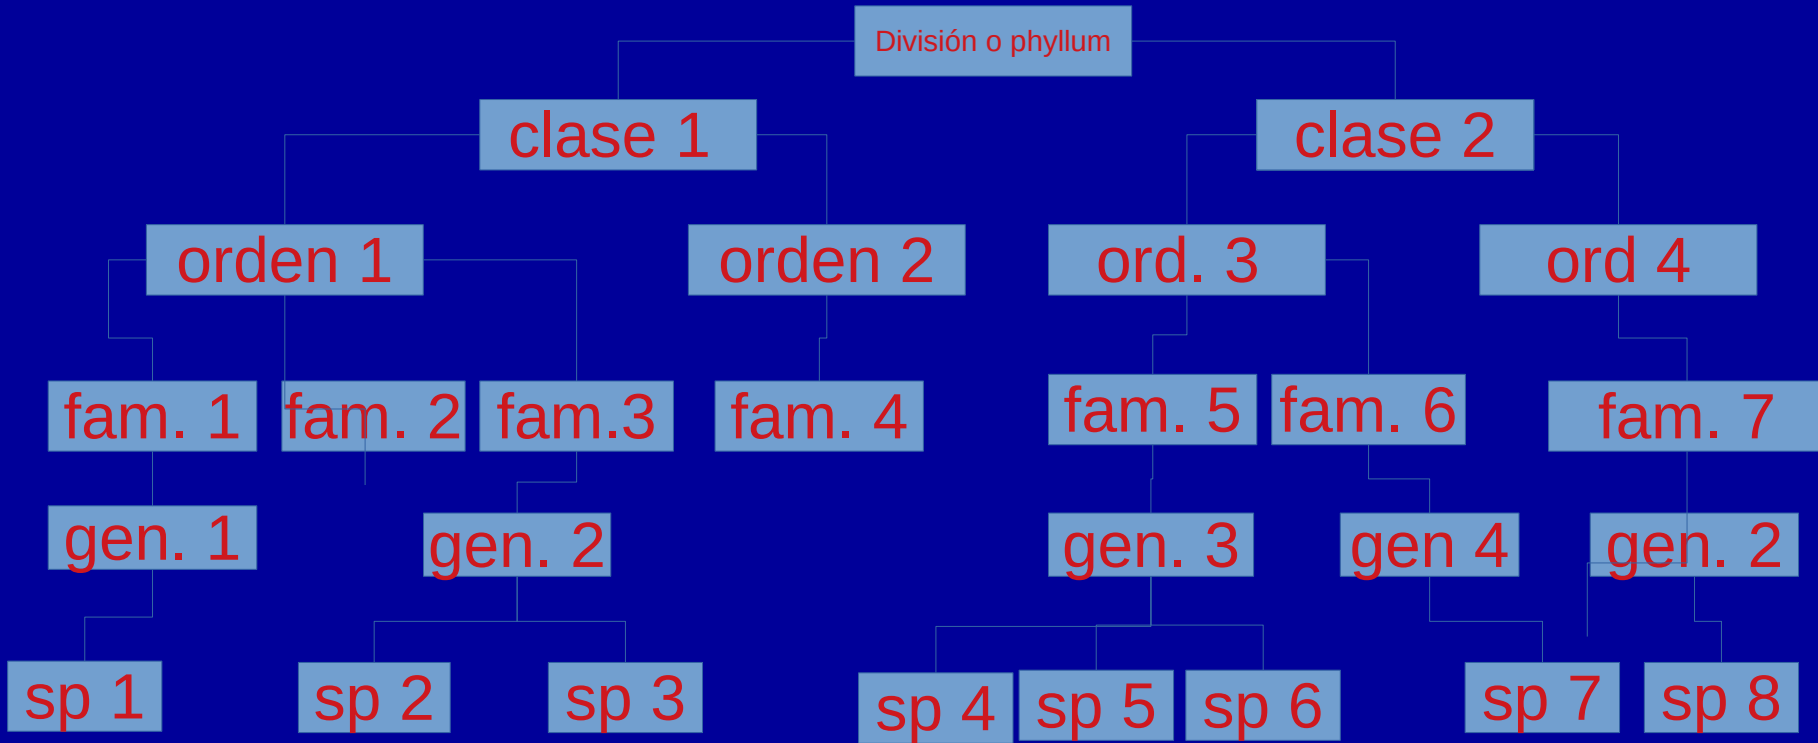 División o phyllum
clase 1
clase 2
orden 1
orden 2
ord. 3
ord 4
fam. 1
fam. 2
fam.3
fam. 4
fam. 5
fam. 6
fam. 7
gen. 1
gen. 2
gen. 3
gen 4
gen. 2
sp 1
sp 2
sp 3
sp 4
sp 5
sp 6
sp 7
sp 8